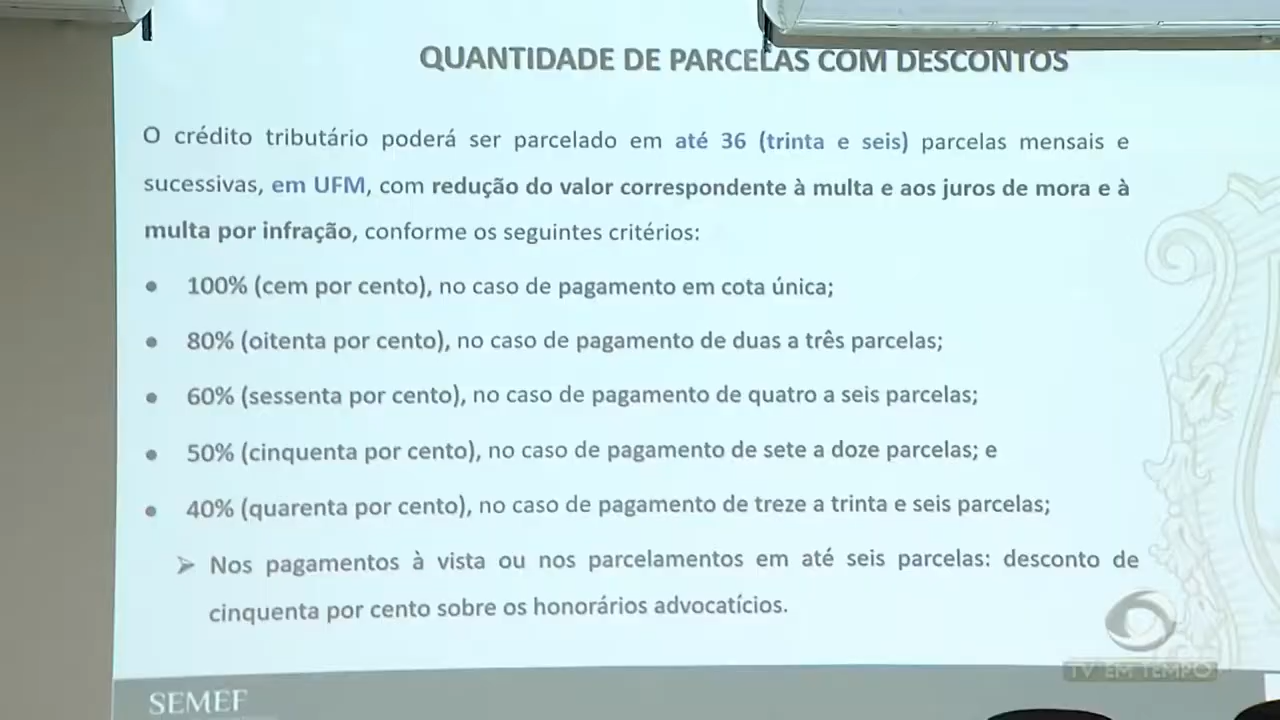 QUANTIDADE DE PARCELAS COM DESCONTOS
O crédito tributário poderá ser parcelado em até 36 (trinta e seis) parcelas mensais e
sucessivas, em UFM, com redução do valor correspondente à multa e aos juros de mora e à
multa por infração, conforme os seguintes critérios:
● 100% (cem por cento), no caso de pagamento em cota única;
● 80% (oitenta por cento), no caso de pagamento de duas a três parcelas;
● 60% (sessenta por cento), no caso de pagamento de quatro a seis parcelas;
● 50% (cinquenta por cento), no caso de pagamento de sete a doze parcelas; e
● 40% (quarenta por cento), no caso de pagamento de treze a trinta e seis parcelas;
➢ Nos pagamentos à vista ou nos parcelamentos em até seis parcelas: desconto de
cinquenta por cento sobre os honorários advocatícios.
TV EM TEMPO
SEMEF